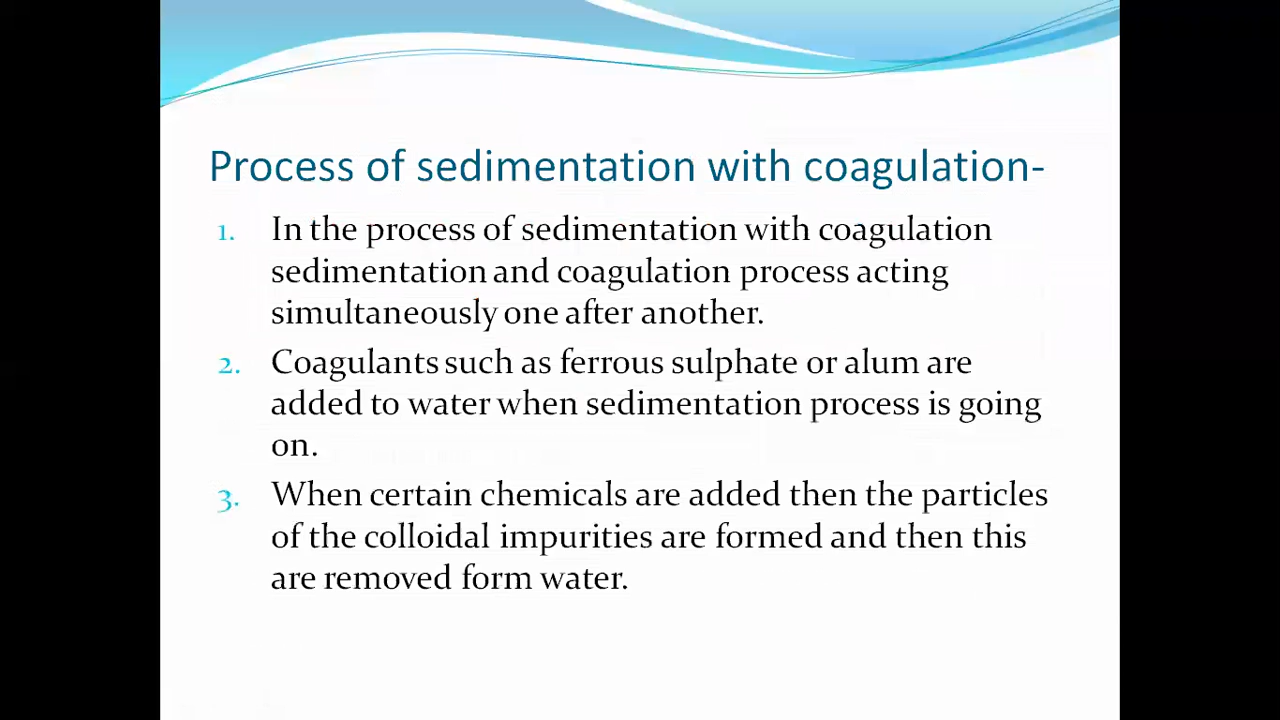 Process of sedimentation with coagulation-
1. In the process of sedimentation with coagulation
sedimentation and coagulation process acting
simultaneously one after another.
2. Coagulants such as ferrous sulphate or alum are
added to water when sedimentation process is going
on.
3. When certain chemicals are added then the particles
of the colloidal impurities are formed and then this
are removed form water.